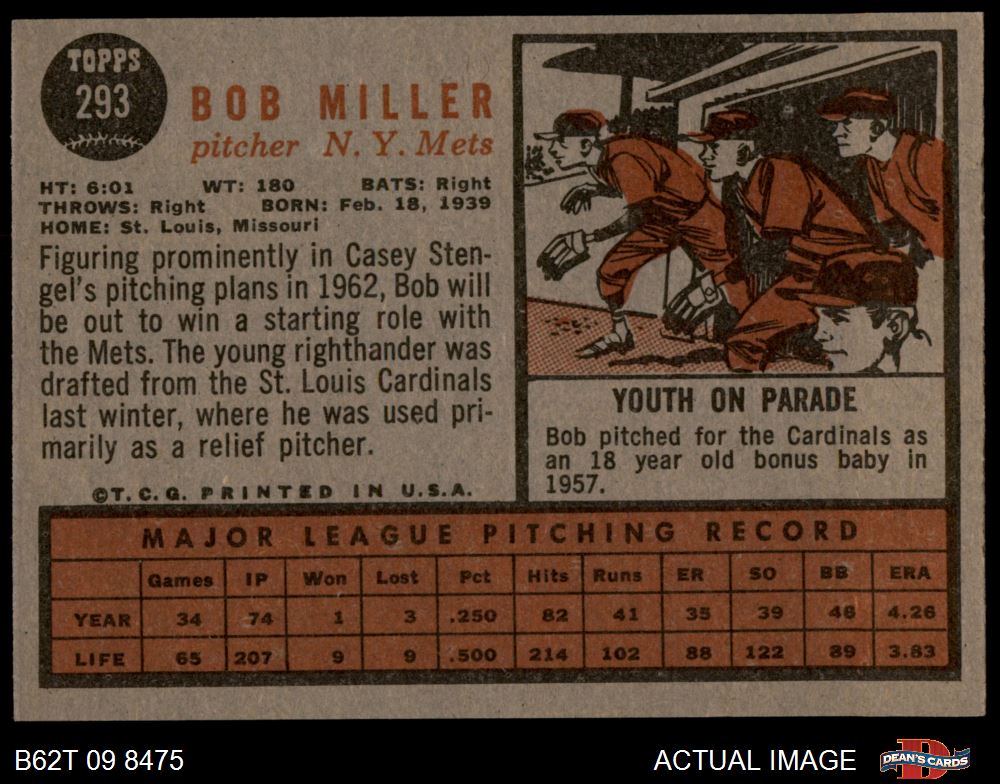 TOPPS
293
BOB MILLER
pitcher N. Y. Mets
HT: 6:01 WT: 180 BATS: Right
THROWS: Right BORN: Feb. 18, 1939
HOME: St. Louis, Missouri
Figuring prominently in Casey Sten-
gel's pitching plans in 1962, Bob will
be out to win a starting role with
the Mets. The young righthander was
drafted from the St. Louis Cardinals
last winter, where he was used pri-
marily as a relief pitcher.
©T. C. G. PRINTED IN U.S.A.
YOUTH ON PARADE
Bob pitched for the Cardinals as
an 18 year old bonus baby in
1957.
MAJOR LEAGUE PITCHING RECORD
Games IP Won Lost Pct Hits Runs ER SO BB ERA
YEAR 34 74 1 3 .250 82 41 35 39 46 4.26
LIFE 65 207 9 9 .500 214 102 88 122 89 3.83
B62T 09 8475 ACTUAL IMAGE
DEAN'S CARDS